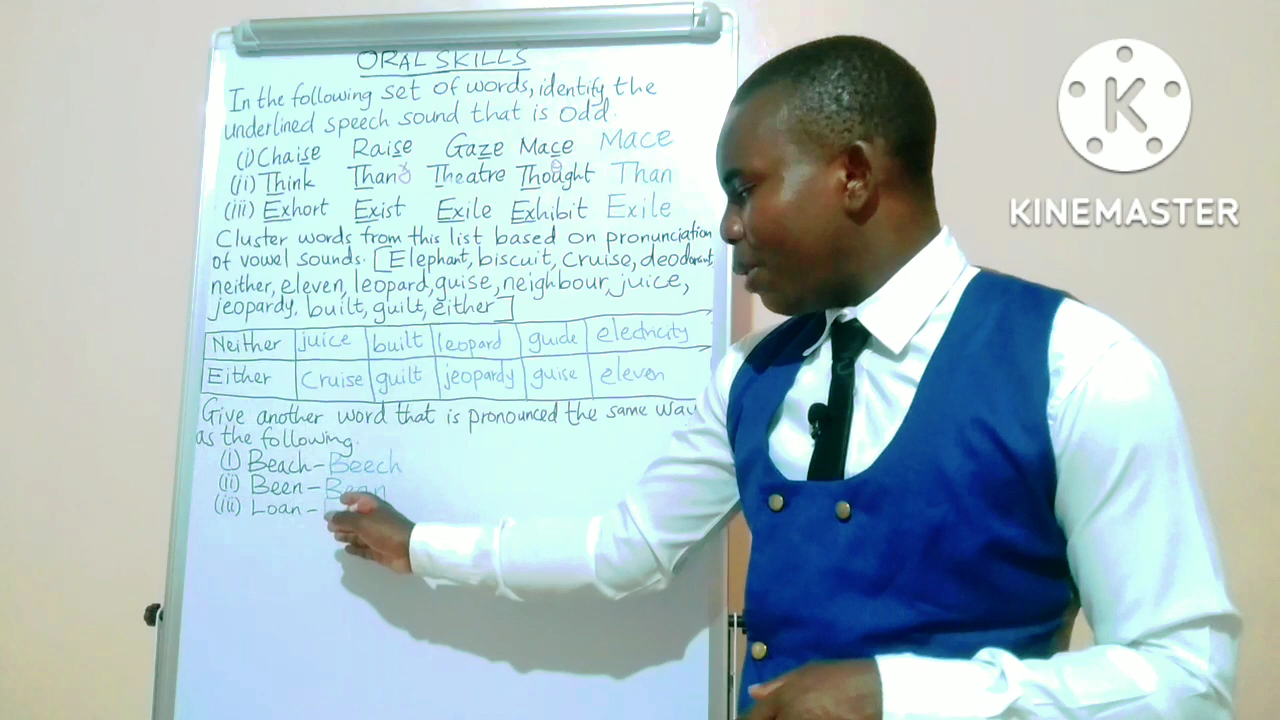 ORAL SKILLS
In the following set of words, identify the
underlined speech sound that is odd.
(i) Chaise Raise Gaze Mace Mace
(ii) Think Than Theatre Thought Than
(iii) Exhort Exist Exile Exhibit Exile
Cluster words from this list based on pronunciation
of vowel sounds. [Elephant, biscuit, cruise, deodorant,
neither, eleven, leopard, guise, neighbour, juice,
jeopardy, built, guilt, either]
Neither juice built leopard guide electricity
Either Cruise guilt jeopardy guise eleven
Give another word that is pronounced the same way
as the following.
(i) Beach - Beech
(ii) Been - Bean
(iii) Loan -
K
KINEMASTER